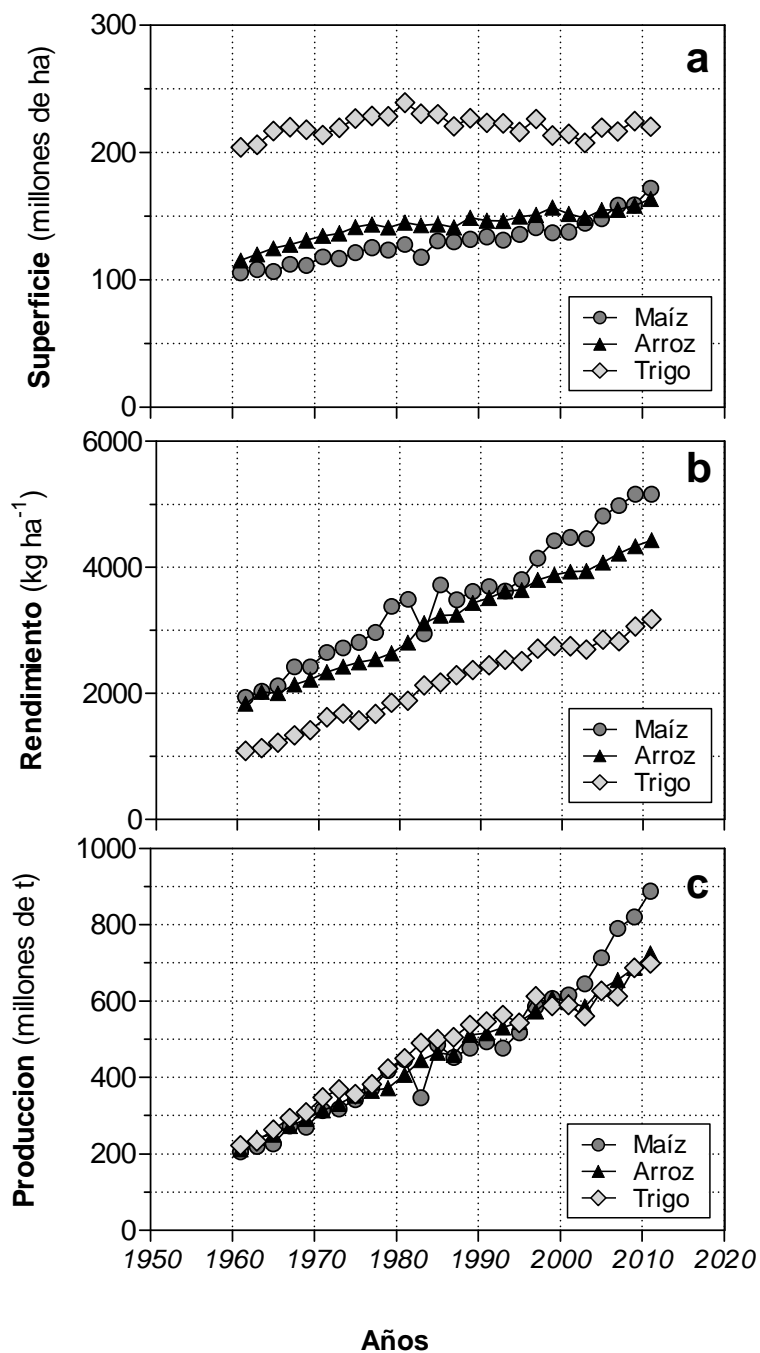 Superficie (millones de ha)
300
200
100
0
a
Maíz
Arroz
Trigo
Rendimiento (kg ha-1)
6000
4000
2000
0
b
Maíz
Arroz
Trigo
Produccion (millones de t)
1000
800
600
400
200
0
c
Maíz
Arroz
Trigo
1950 1960 1970 1980 1990 2000 2010 2020
Años